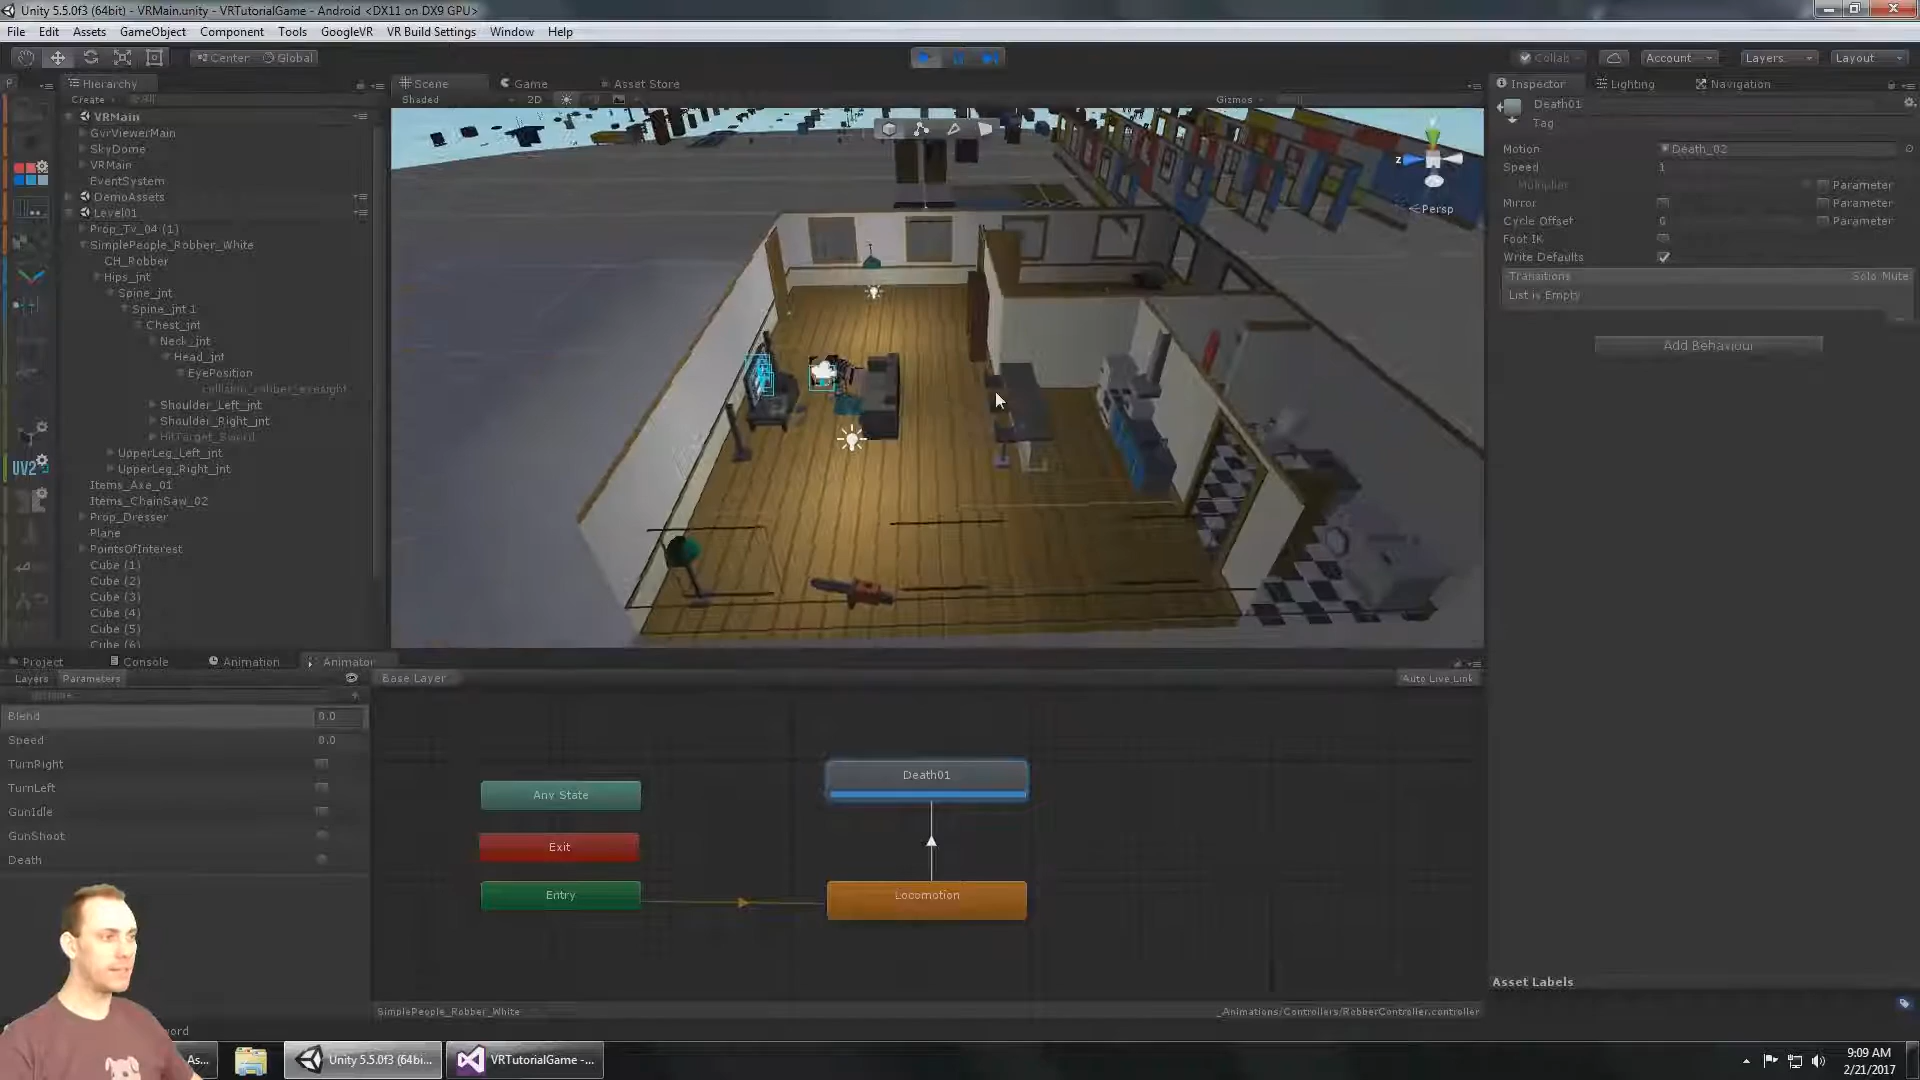 Unity 5.5.0f3 (64bit) - VRMain.unity - VRTutorialGame - Android <DX11 on DX9 GPU>
File Edit Assets GameObject Component Tools GoogleVR VR Build Settings Window Help
Center Global Collab Account Layers Layout
Hierarchy
Create
VRMain
GvrViewerMain
SkyDome
VRMain
EventSystem
DemoAssets
Level01
Prop_Tv_04 (1)
SimplePeople_Robber_White
CH_Robber
Hips_jnt
Spine_jnt
Spine_jnt 1
Chest_jnt
Neck_jnt
Head_jnt
EyePosition
collision_robber_eyesight
Shoulder_Left_jnt
Shoulder_Right_jnt
HitTarget_Sword
UpperLeg_Left_jnt
UpperLeg_Right_jnt
Items_Axe_01
Items_ChainSaw_02
Prop_Dresser
Plane
PointsOfInterest
Cube (1)
Cube (2)
Cube (3)
Cube (4)
Cube (5)
Cube (6)
UV2
Scene Game Asset Store
Shaded 2D Gizmos
z
Persp
Inspector Lighting Navigation
Death01
Tag
Motion Death_02
Speed 1
Multiplier Parameter
Mirror Parameter
Cycle Offset 0 Parameter
Foot IK
Write Defaults
Transitions Solo Mute
List is Empty
Add Behaviour
Asset Labels
Project Console Animation Animator
Layers Parameters
Base Layer Auto Live Link
Blend 0.0
Speed 0.0
TurnRight
TurnLeft
GunIdle
GunShoot
Death
Any State
Exit
Entry
Death01
Locomotion
SimplePeople_Robber_White
_Animations/Controllers/RobberController.controller
word
As...
Unity 5.5.0f3 (64bi...
VRTutorialGame -...
9:09 AM
2/21/2017